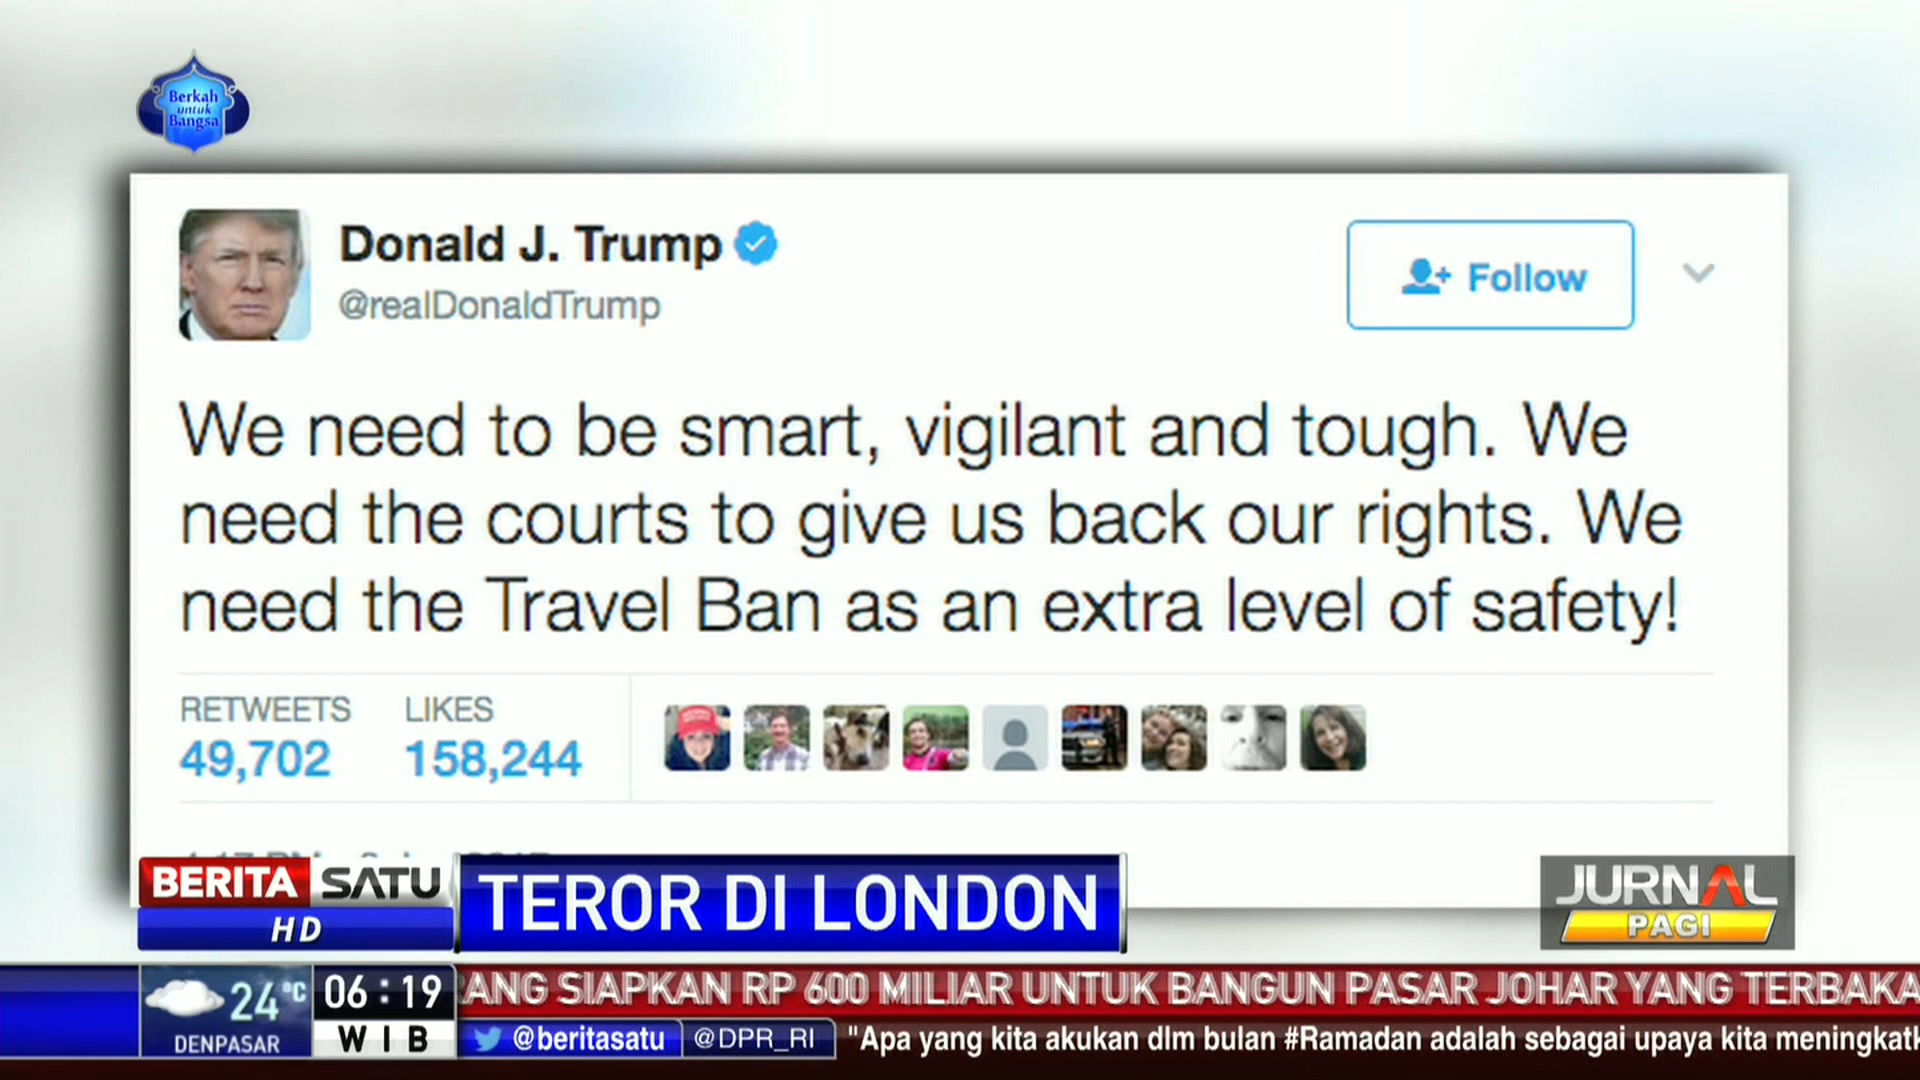 Berkah
untuk
Bangsa
Donald J. Trump
@realDonaldTrump
Follow
We need to be smart, vigilant and tough. We
need the courts to give us back our rights. We
need the Travel Ban as an extra level of safety!
RETWEETS LIKES
49,702 158,244
BERITA SATU
HD
TEROR DI LONDON
JURNAL
PAGI
24°C
DENPASAR
06:19
WIB
ANG SIAPKAN RP 600 MILIAR UNTUK BANGUN PASAR JOHAR YANG TERBAKA
@beritasatu @DPR_RI "Apa yang kita akukan dlm bulan #Ramadan adalah sebagai upaya kita meningkat